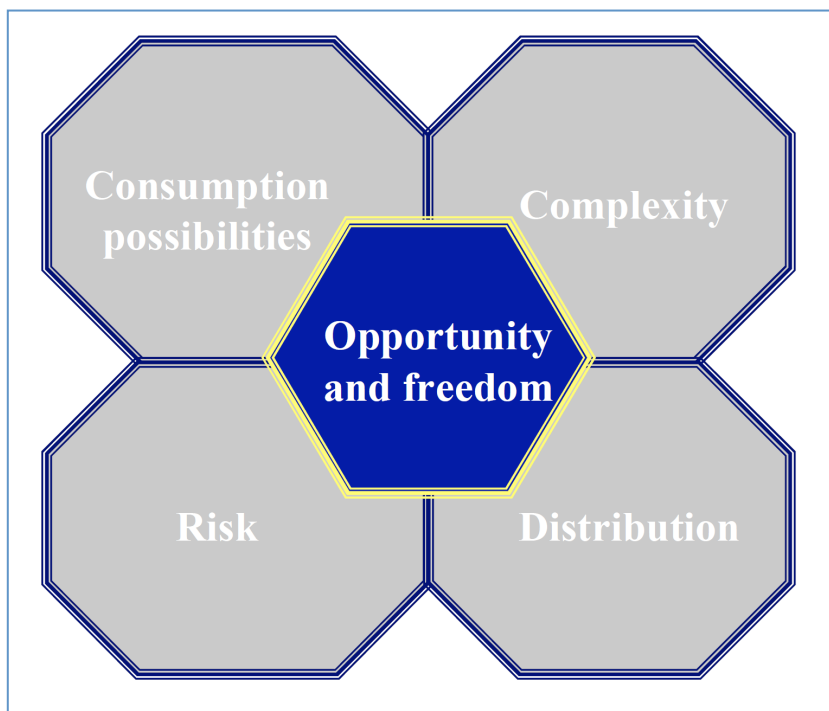 Consumption
possibilities
Complexity
Opportunity
and freedom
Risk
Distribution